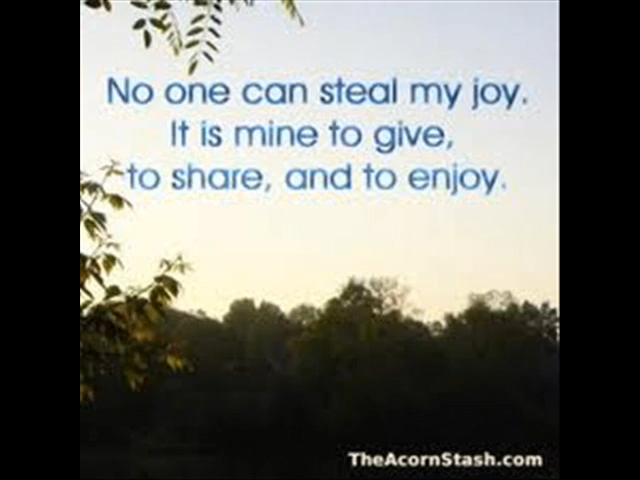 No one can steal my joy.
It is mine to give,
to share, and to enjoy.
TheAcornStash.com